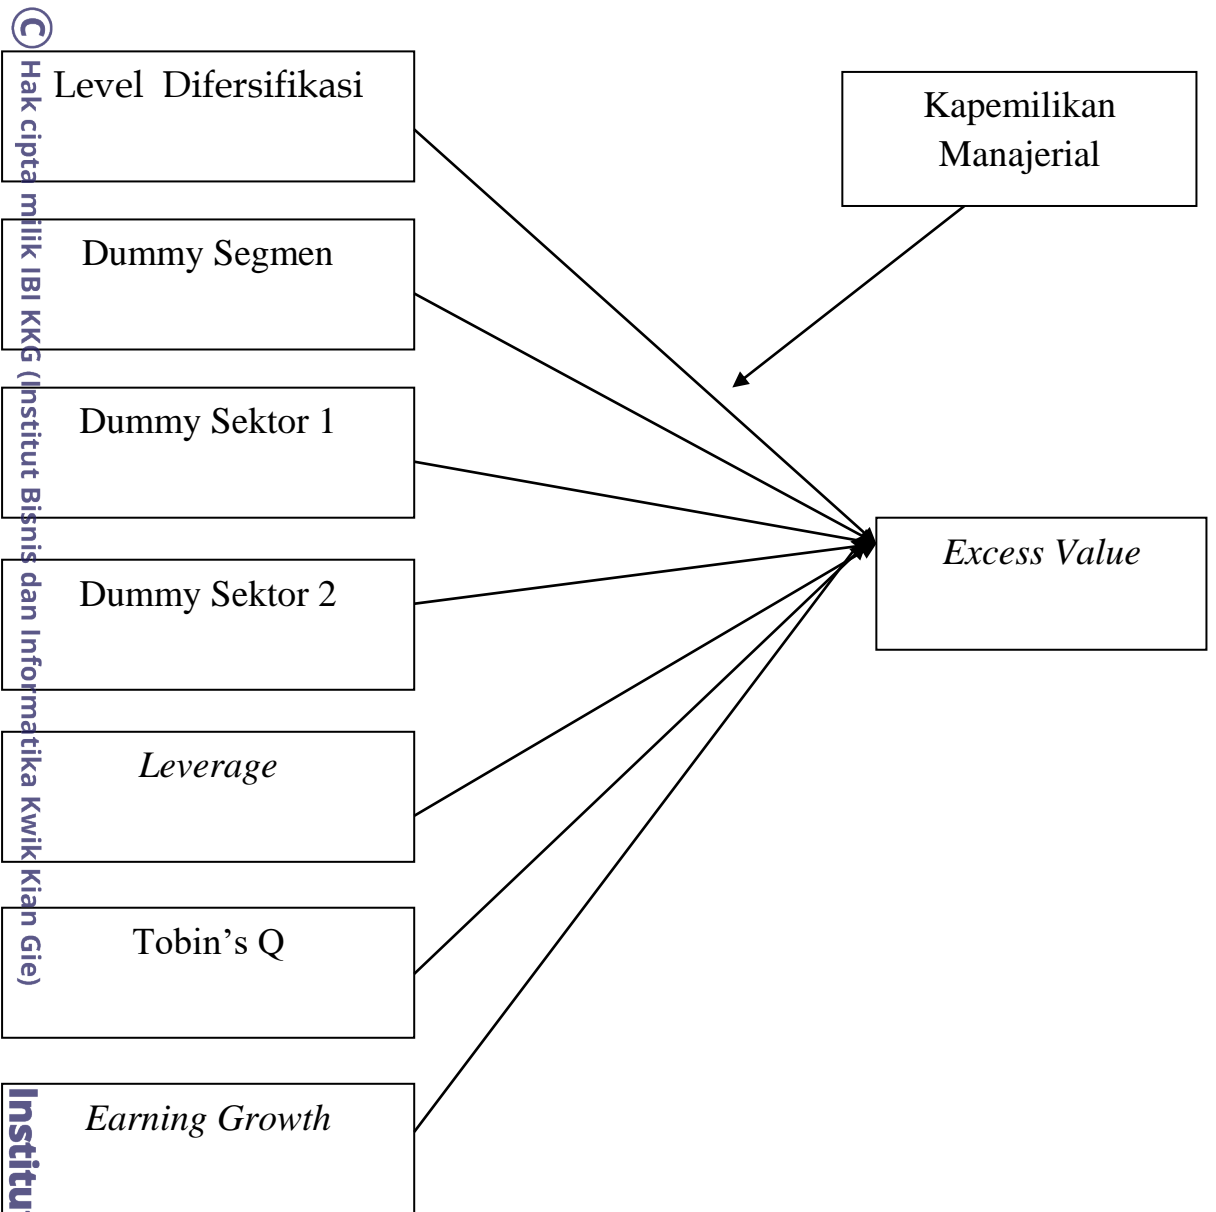 Level Difersifikasi
Kapemilikan
Manajerial
Dummy Segmen
Dummy Sektor 1
Excess Value
Dummy Sektor 2
Leverage
Tobin’s Q
Earning Growth
© Hak cipta milik IBI KKG (Institut Bisnis dan Informatika Kwik Kian Gie)